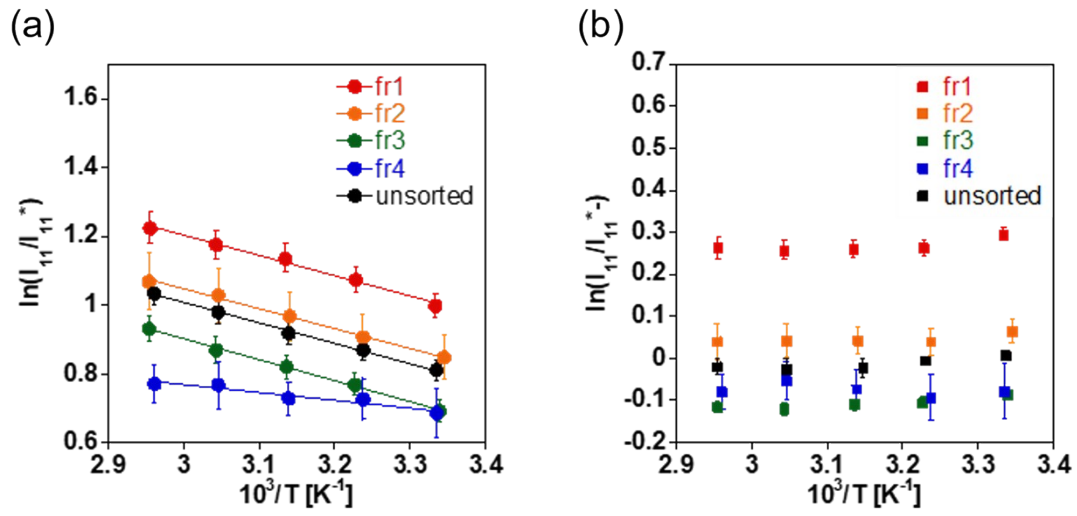 (a)
ln(I₁₁/I₁₁*)
1.6
1.4
1.2
1
0.8
0.6
2.9 3 3.1 3.2 3.3 3.4
10³/T [K⁻¹]
fr1
fr2
fr3
fr4
unsorted
(b)
ln(I₁₁/I₁₁*⁻)
0.7
0.6
0.5
0.4
0.3
0.2
0.1
0
-0.1
-0.2
2.9 3 3.1 3.2 3.3 3.4
10³/T [K⁻¹]
fr1
fr2
fr3
fr4
unsorted